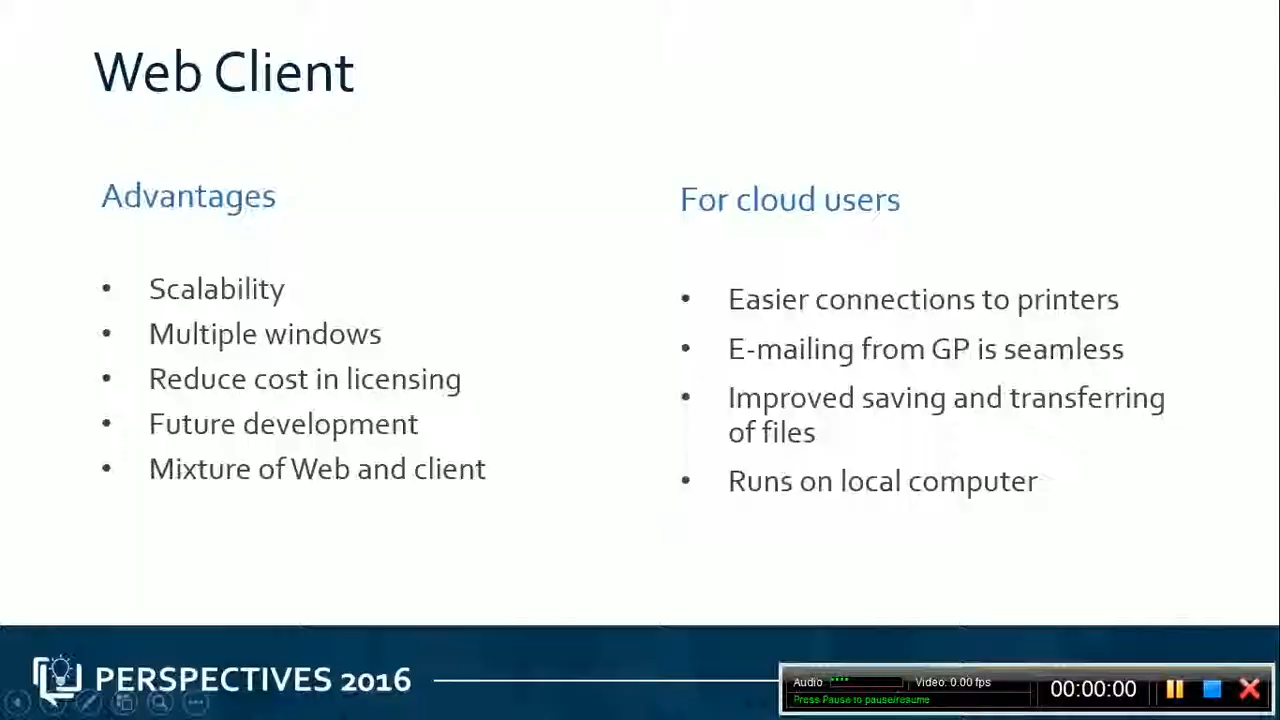 Web Client
Advantages
• Scalability
• Multiple windows
• Reduce cost in licensing
• Future development
• Mixture of Web and client
For cloud users
• Easier connections to printers
• E-mailing from GP is seamless
• Improved saving and transferring
of files
• Runs on local computer
PERSPECTIVES 2016
Audio
Video: 0.00 fps
Press Pause to pause/resume
00:00:00